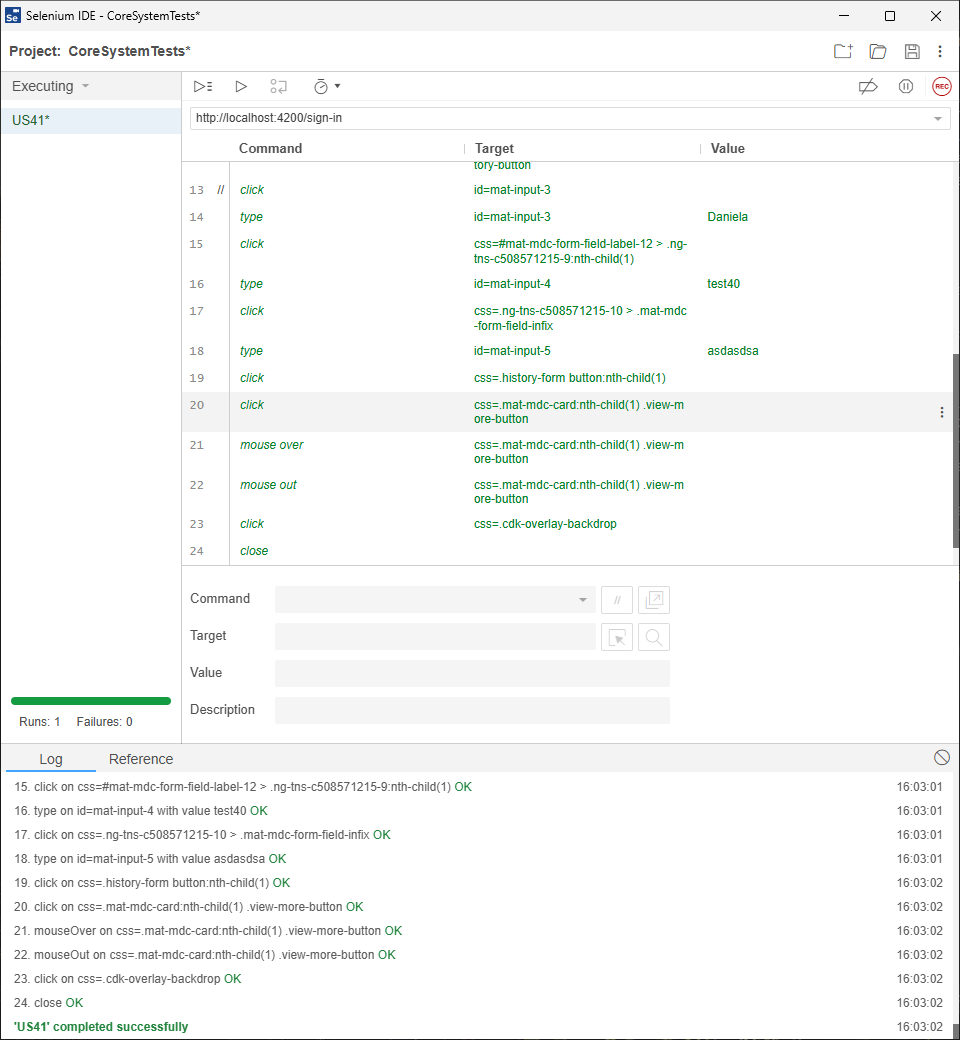 Se Selenium IDE - CoreSystemTests*
Project: CoreSystemTests*
Executing
REC
US41*
http://localhost:4200/sign-in
Command Target Value
tory-button
13 // click id=mat-input-3
14 type id=mat-input-3 Daniela
15 click css=#mat-mdc-form-field-label-12 > .ng-
tns-c508571215-9:nth-child(1)
16 type id=mat-input-4 test40
17 click css=.ng-tns-c508571215-10 > .mat-mdc
-form-field-infix
18 type id=mat-input-5 asdasdsa
19 click css=.history-form button:nth-child(1)
20 click css=.mat-mdc-card:nth-child(1) .view-m
ore-button
21 mouse over css=.mat-mdc-card:nth-child(1) .view-m
ore-button
22 mouse out css=.mat-mdc-card:nth-child(1) .view-m
ore-button
23 click css=.cdk-overlay-backdrop
24 close
Command //
Target
Value
Description
Runs: 1 Failures: 0
Log Reference
15. click on css=#mat-mdc-form-field-label-12 > .ng-tns-c508571215-9:nth-child(1) OK 16:03:01
16. type on id=mat-input-4 with value test40 OK 16:03:01
17. click on css=.ng-tns-c508571215-10 > .mat-mdc-form-field-infix OK 16:03:01
18. type on id=mat-input-5 with value asdasdsa OK 16:03:01
19. click on css=.history-form button:nth-child(1) OK 16:03:02
20. click on css=.mat-mdc-card:nth-child(1) .view-more-button OK 16:03:02
21. mouseOver on css=.mat-mdc-card:nth-child(1) .view-more-button OK 16:03:02
22. mouseOut on css=.mat-mdc-card:nth-child(1) .view-more-button OK 16:03:02
23. click on css=.cdk-overlay-backdrop OK 16:03:02
24. close OK 16:03:02
'US41' completed successfully 16:03:02